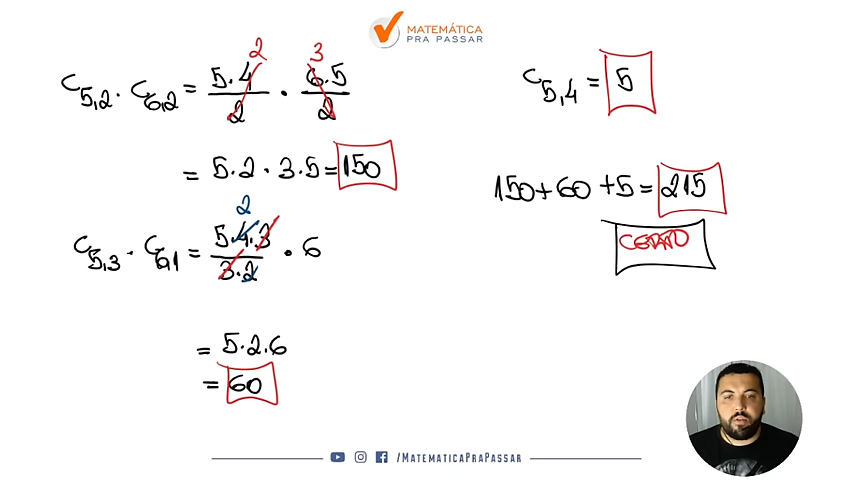 MATEMÁTICA
PRA PASSAR
C5,2 · C6,2 = 5·4/2 · 6·5/2
2
3
= 5·2·3·5 = 150
C5,3 · C6,1 = 5·4·3/3·2 · 6
2
= 5·2·6
= 60
C5,4 = 5
150+60+5 = 215
CERTO
/MATEMATICAPRAPASSAR